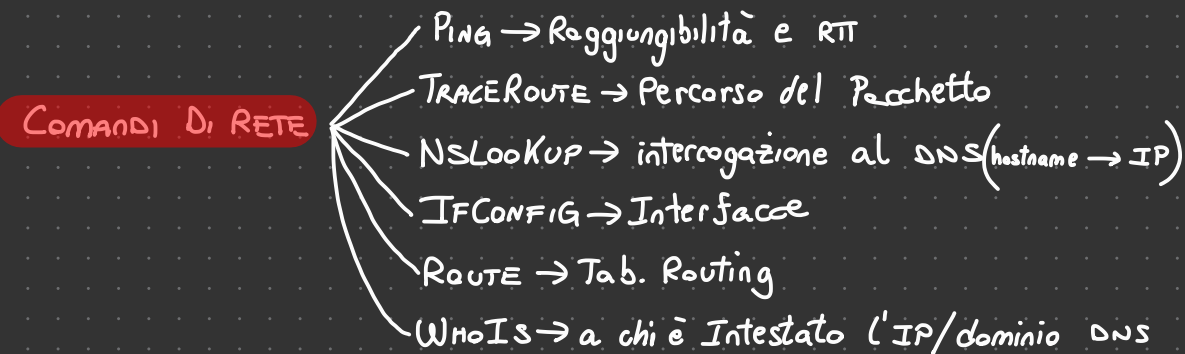 PING → Raggiungibilità e RTT
TRACEROUTE → Percorso del Pacchetto
COMANDI DI RETE
NSLOOKUP → interrogazione al DNS (hostname → IP)
IFCONFIG → Interfacce
ROUTE → Tab. Routing
WHOIS → a chi è Intestato l'IP/dominio DNS